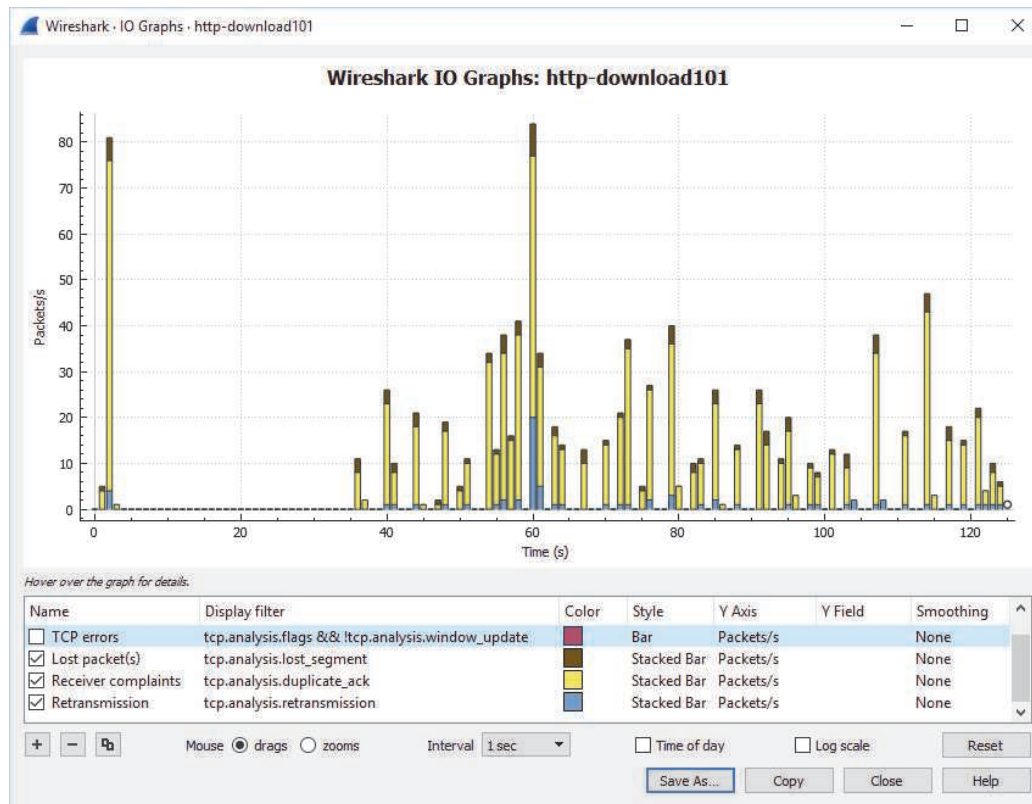 Wireshark · IO Graphs · http-download101
Wireshark IO Graphs: http-download101
80
70
60
50
40
30
20
10
0
Packets/s
0 20 40 60 80 100 120
Time (s)
Hover over the graph for details.
Name Display filter Color Style Y Axis Y Field Smoothing
TCP errors tcp.analysis.flags && !tcp.analysis.window_update Bar Packets/s None
Lost packet(s) tcp.analysis.lost_segment Stacked Bar Packets/s None
Receiver complaints tcp.analysis.duplicate_ack Stacked Bar Packets/s None
Retransmission tcp.analysis.retransmission Stacked Bar Packets/s None
Mouse drags zooms Interval 1 sec Time of day Log scale Reset
Save As... Copy Close Help